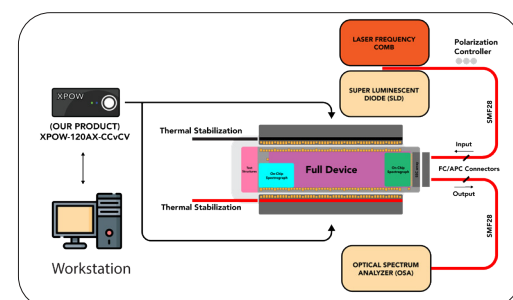 LASER FREQUENCY
COMB
Polarization
Controller
SUPER LUMINESCENT
DIODE (SLD)
XPOW
(OUR PRODUCT)
XPOW-120AX-CCvCV
Thermal Stabilization
SMF28
Input
FC/APC Connectors
Output
On-Chip
Spectrograph
Full Device
On-Chip
Spectrograph
Thermal Stabilization
SMF28
Workstation
OPTICAL SPECTRUM
ANALYZER (OSA)